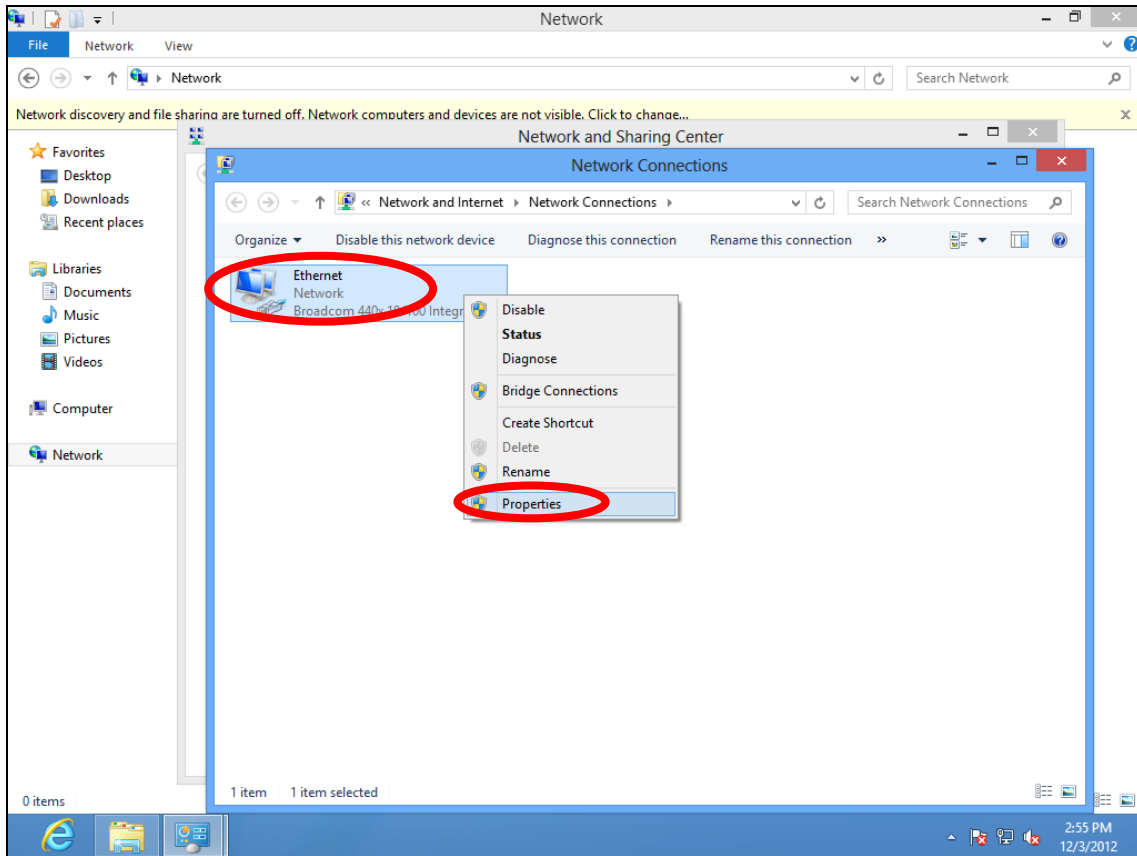 Network
File Network View
Network
Search Network
Network discovery and file sharing are turned off. Network computers and devices are not visible. Click to change...
Network and Sharing Center
Network Connections
« Network and Internet Network Connections
Search Network Connections
Organize Disable this network device Diagnose this connection Rename this connection »
Favorites
Desktop
Downloads
Recent places
Libraries
Documents
Music
Pictures
Videos
Computer
Network
Ethernet
Network
Broadcom 440x 10/100 Integr
Disable
Status
Diagnose
Bridge Connections
Create Shortcut
Delete
Rename
Properties
1 item 1 item selected
0 items
2:55 PM
12/3/2012